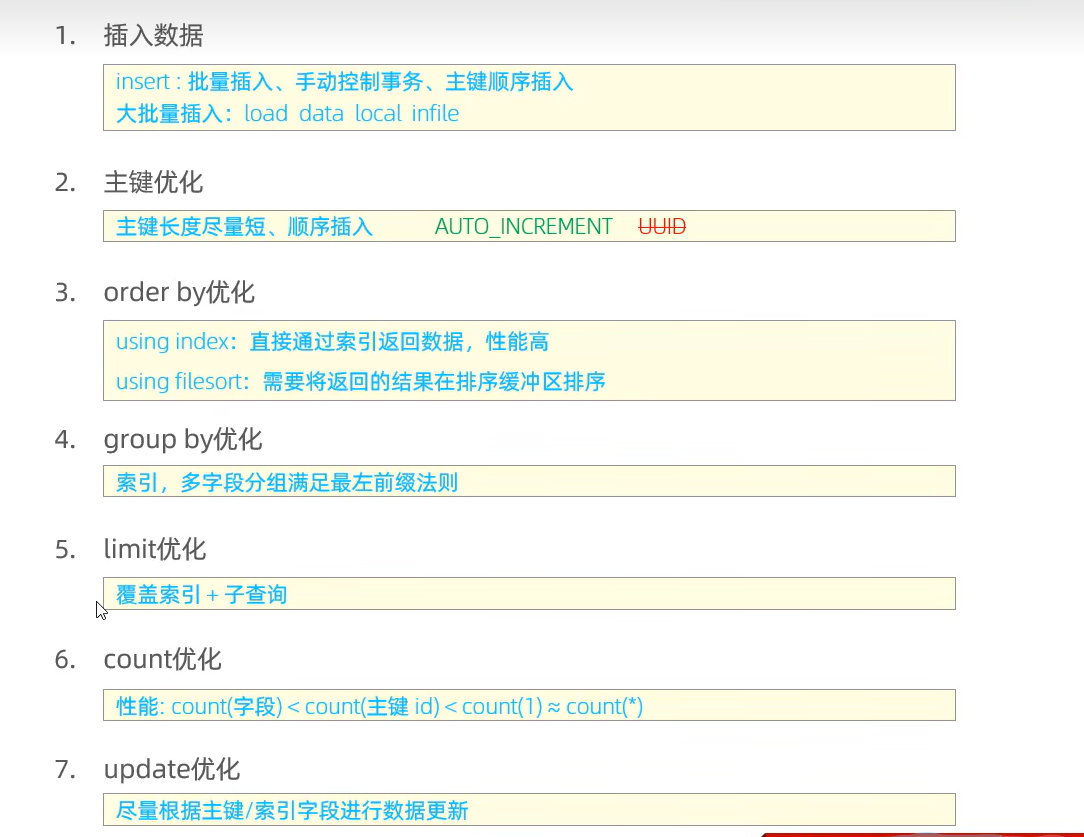 1. 插入数据
insert : 批量插入、手动控制事务、主键顺序插入
大批量插入：load data local infile
2. 主键优化
主键长度尽量短、顺序插入 AUTO_INCREMENT UUID
3. order by优化
using index：直接通过索引返回数据，性能高
using filesort：需要将返回的结果在排序缓冲区排序
4. group by优化
索引，多字段分组满足最左前缀法则
5. limit优化
覆盖索引 + 子查询
6. count优化
性能: count(字段) < count(主键 id) < count(1) ≈ count(*)
7. update优化
尽量根据主键/索引字段进行数据更新